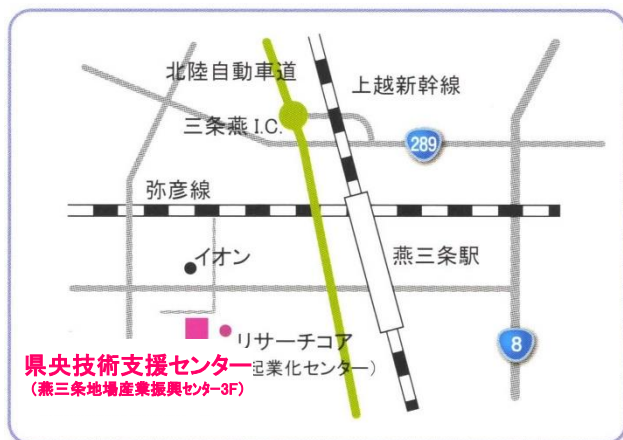 北陸自動車道
上越新幹線
三条燕I.C.
289
弥彦線
イオン
燕三条駅
リサーチコア
8
県央技術支援センター
起業化センター）
（燕三条地場産業振興センター3F）